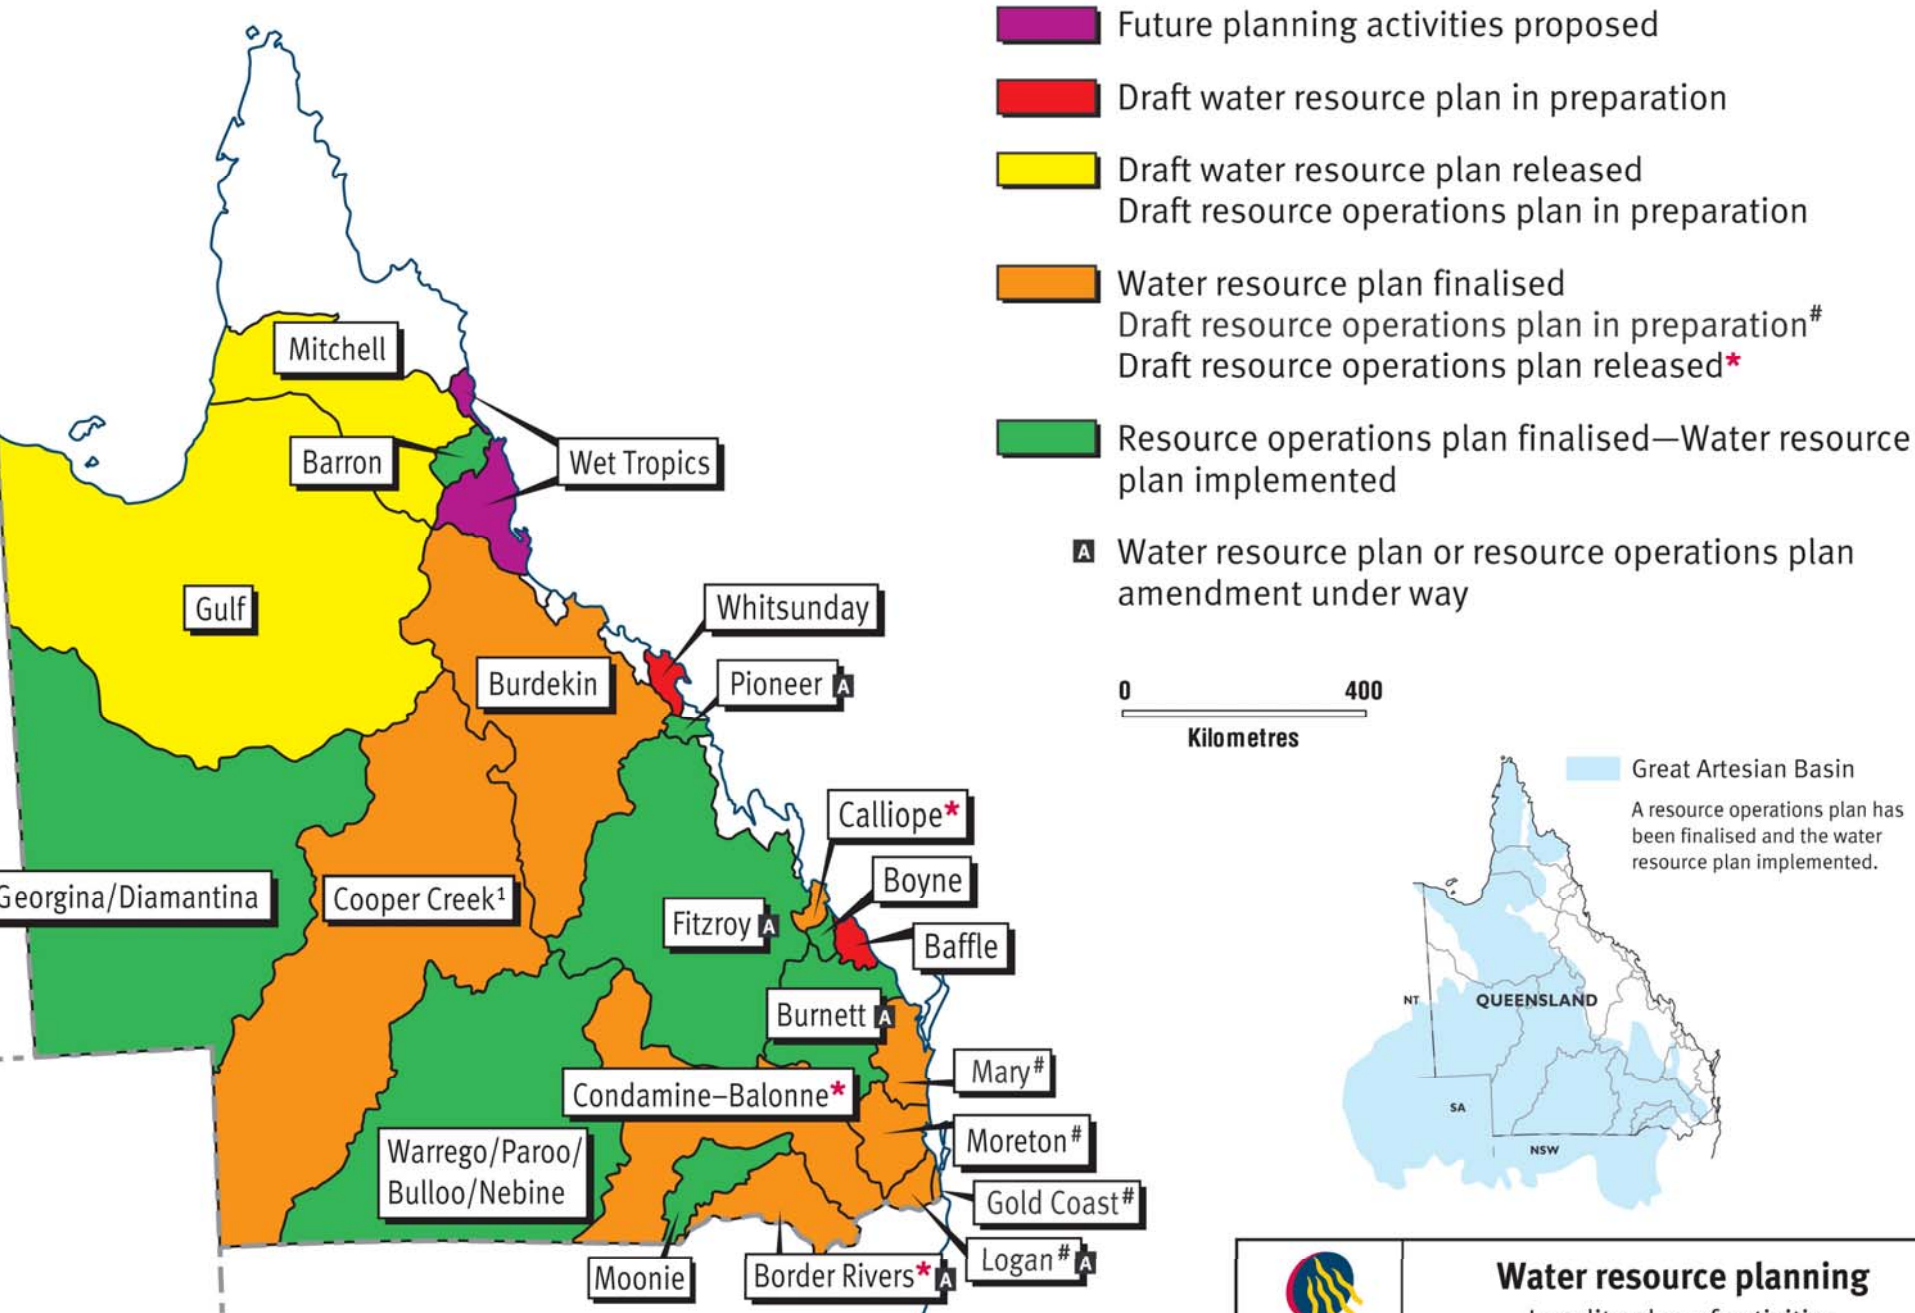 Future planning activities proposed
Draft water resource plan in preparation
Draft water resource plan released
Draft resource operations plan in preparation
Water resource plan finalised
Draft resource operations plan in preparation#
Draft resource operations plan released*
Resource operations plan finalised—Water resource
plan implemented
A Water resource plan or resource operations plan
amendment under way
0 400
Kilometres
Mitchell
Barron
Wet Tropics
Gulf
Whitsunday
Burdekin
Pioneer A
Calliope*
Boyne
Georgina/Diamantina
Cooper Creek¹
Fitzroy A
Baffle
Burnett A
Mary#
Condamine–Balonne*
Moreton#
Warrego/Paroo/
Bulloo/Nebine
Gold Coast#
Logan# A
Moonie
Border Rivers* A
Great Artesian Basin
A resource operations plan has
been finalised and the water
resource plan implemented.
NT
QUEENSLAND
SA
NSW
Water resource planning